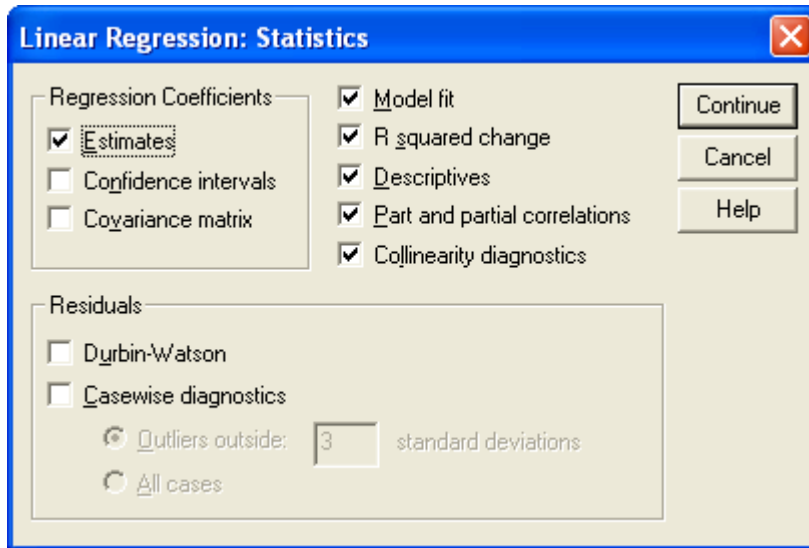 Linear Regression: Statistics
Regression Coefficients
Estimates
Confidence intervals
Covariance matrix
Model fit
R squared change
Descriptives
Part and partial correlations
Collinearity diagnostics
Continue
Cancel
Help
Residuals
Durbin-Watson
Casewise diagnostics
Outliers outside: 3 standard deviations
All cases